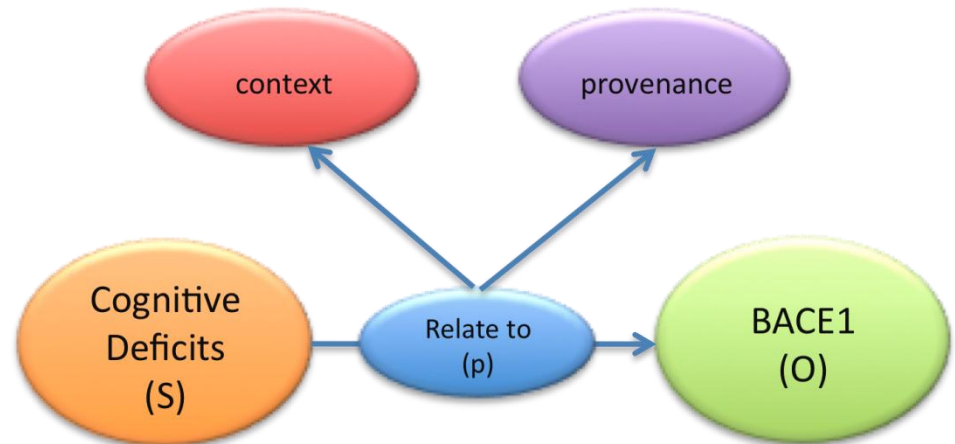 context
provenance
Cognitive
Deficits
(S)
Relate to
(p)
BACE1
(O)